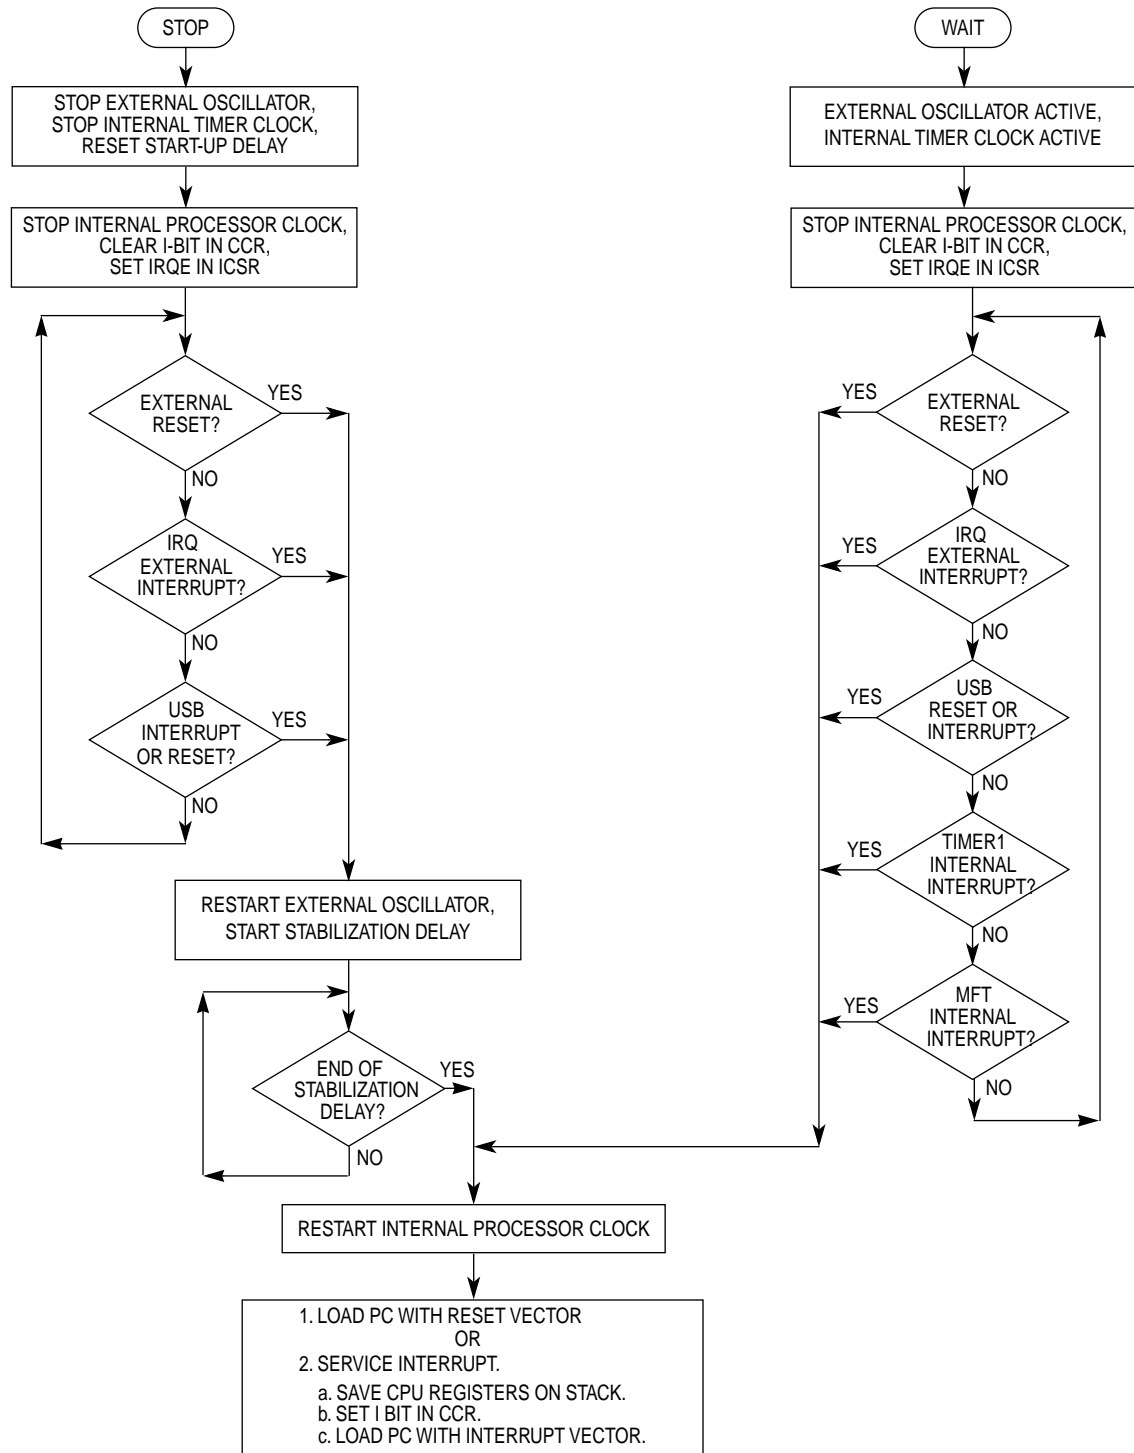 STOP
STOP EXTERNAL OSCILLATOR,
STOP INTERNAL TIMER CLOCK,
RESET START-UP DELAY
STOP INTERNAL PROCESSOR CLOCK,
CLEAR I-BIT IN CCR,
SET IRQE IN ICSR
EXTERNAL
RESET?
YES
NO
IRQ
EXTERNAL
INTERRUPT?
YES
NO
USB
INTERRUPT
OR RESET?
YES
NO
RESTART EXTERNAL OSCILLATOR,
START STABILIZATION DELAY
END OF
STABILIZATION
DELAY?
YES
NO
WAIT
EXTERNAL OSCILLATOR ACTIVE,
INTERNAL TIMER CLOCK ACTIVE
STOP INTERNAL PROCESSOR CLOCK,
CLEAR I-BIT IN CCR,
SET IRQE IN ICSR
YES
EXTERNAL
RESET?
NO
YES
IRQ
EXTERNAL
INTERRUPT?
NO
YES
USB
RESET OR
INTERRUPT?
NO
YES
TIMER1
INTERNAL
INTERRUPT?
NO
YES
MFT
INTERNAL
INTERRUPT?
NO
RESTART INTERNAL PROCESSOR CLOCK
1. LOAD PC WITH RESET VECTOR
OR
2. SERVICE INTERRUPT.
a. SAVE CPU REGISTERS ON STACK.
b. SET I BIT IN CCR.
c. LOAD PC WITH INTERRUPT VECTOR.